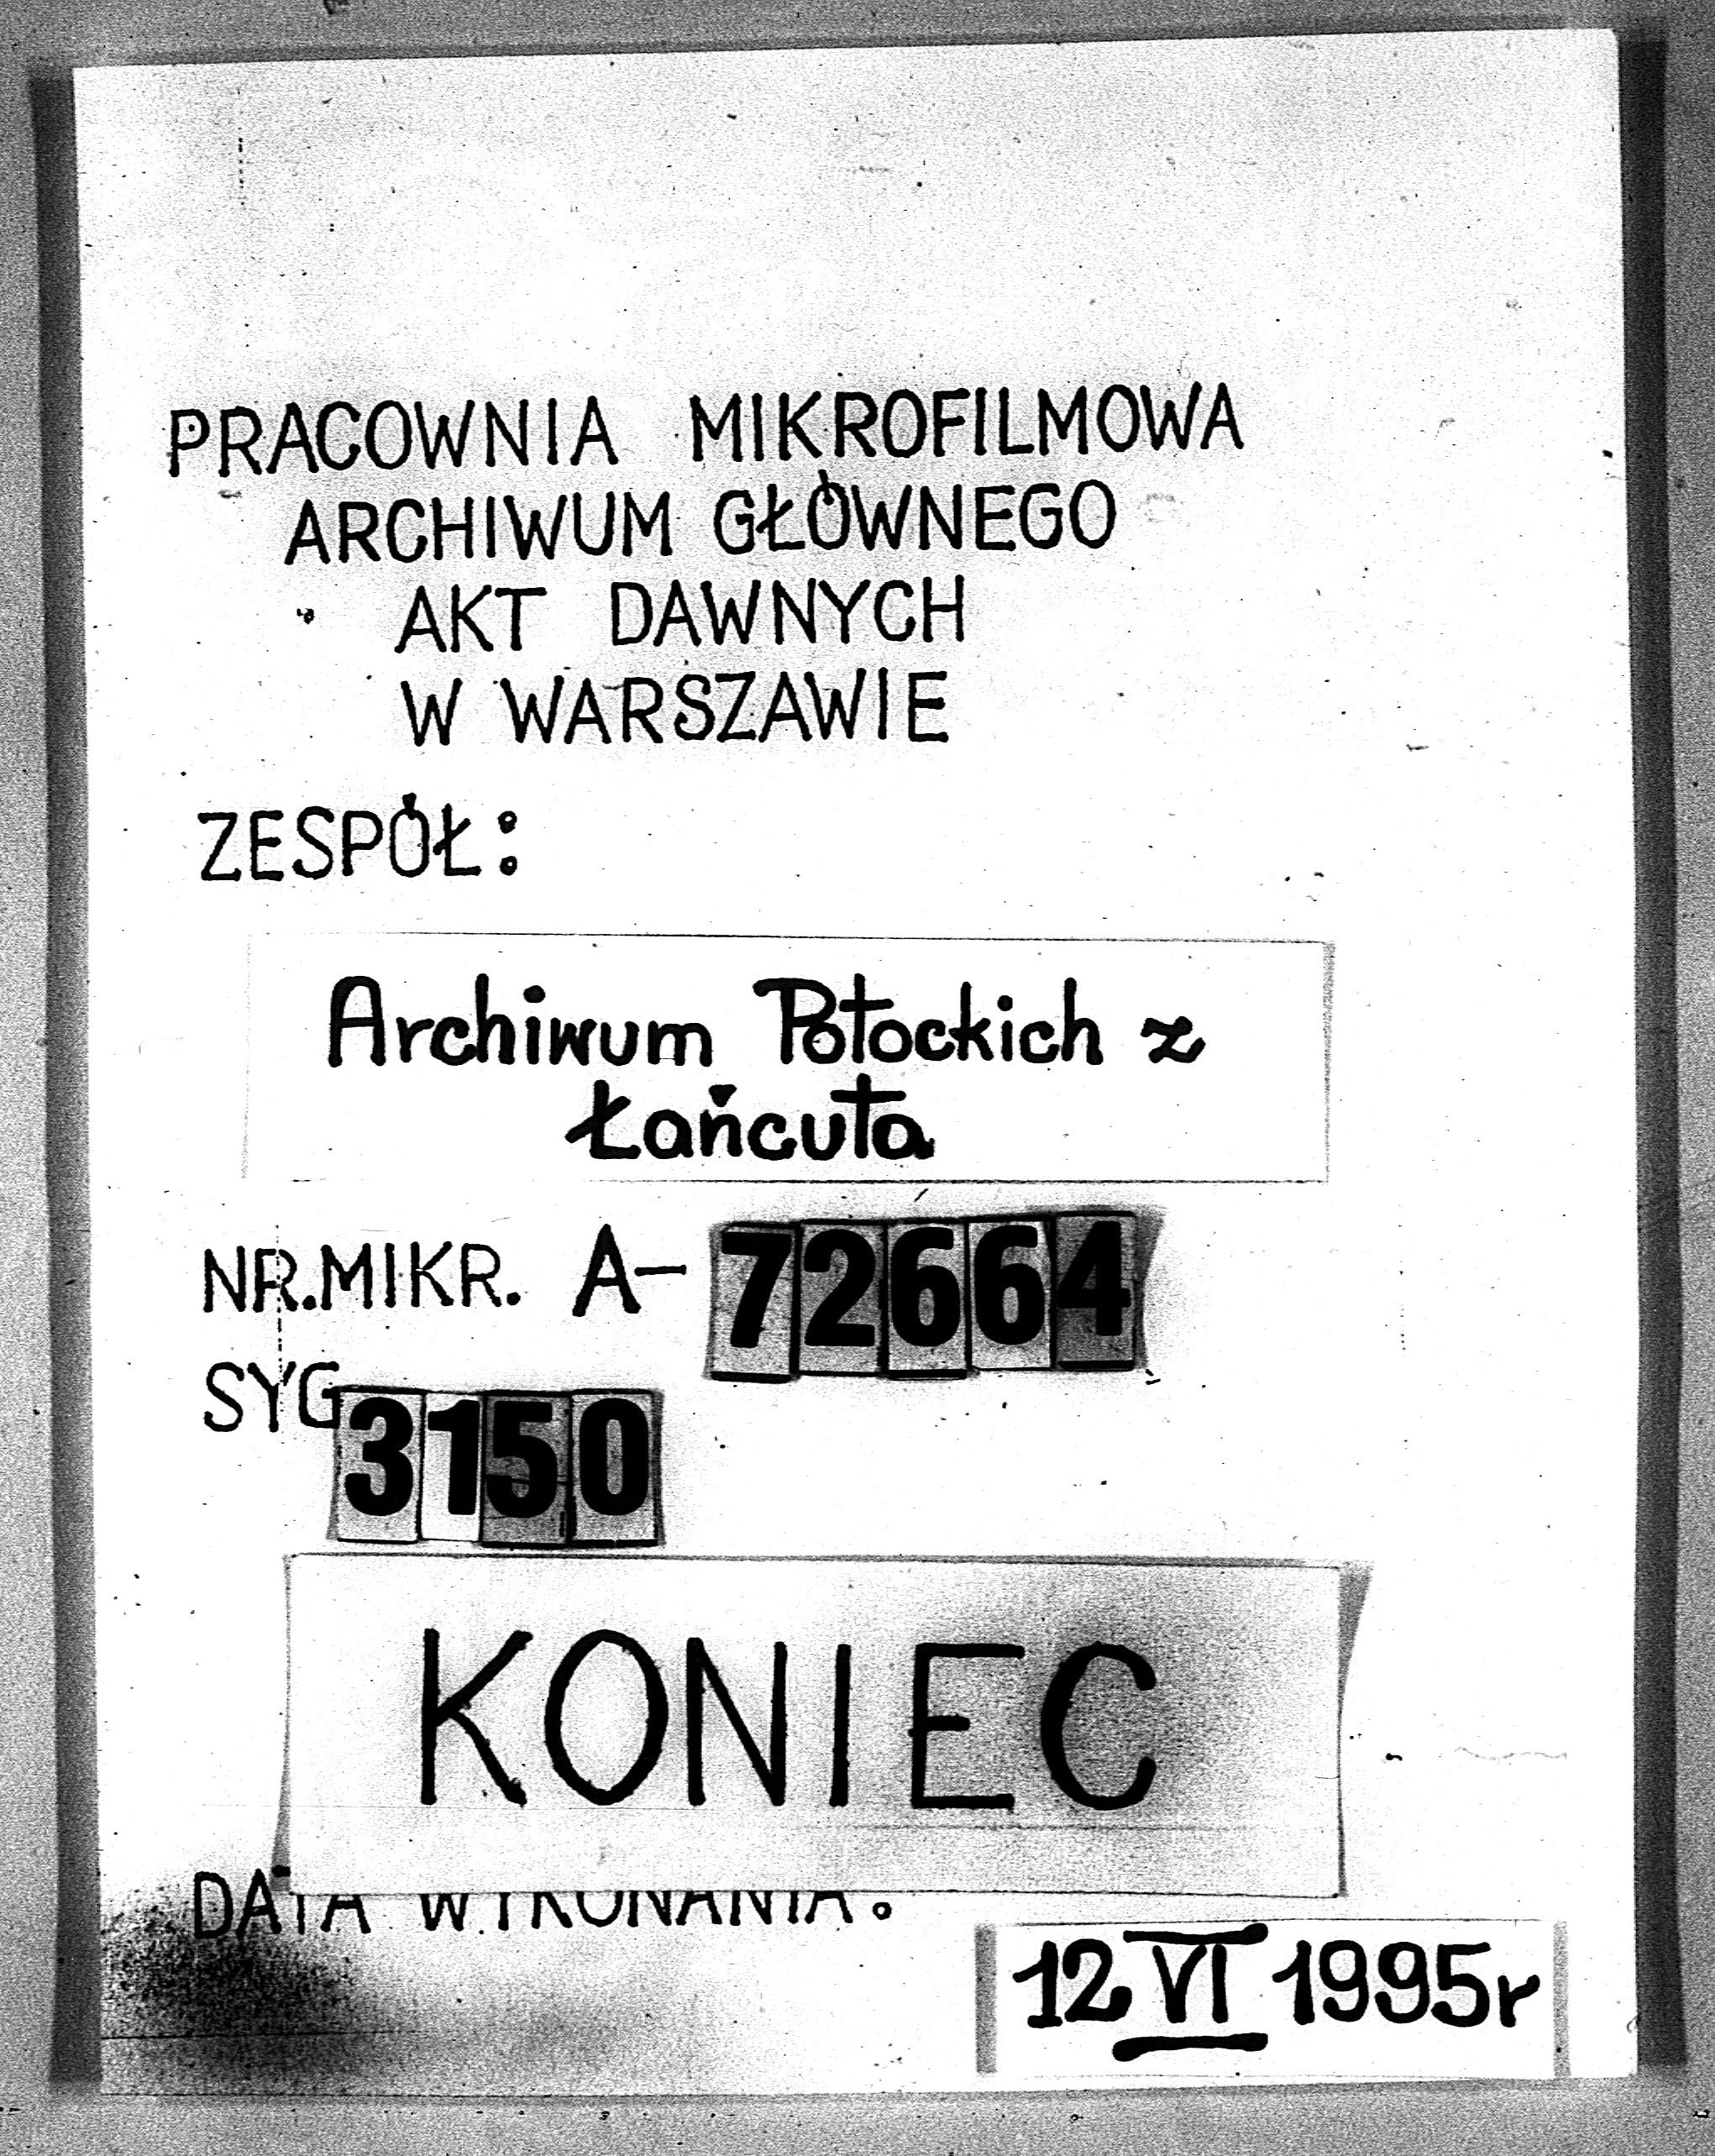 PRACOWNIA MIKROFILMOWA
ARCHIWUM GŁÓWNEGO
AKT DAWNYCH
W WARSZAWIE
ZESPÓŁ:
Archiwum Potockich z
Łańcuta
NR.MIKR. A- 72664
SYG 3150
KONIEC
DATA WYKONANIA:
12 VI 1995r